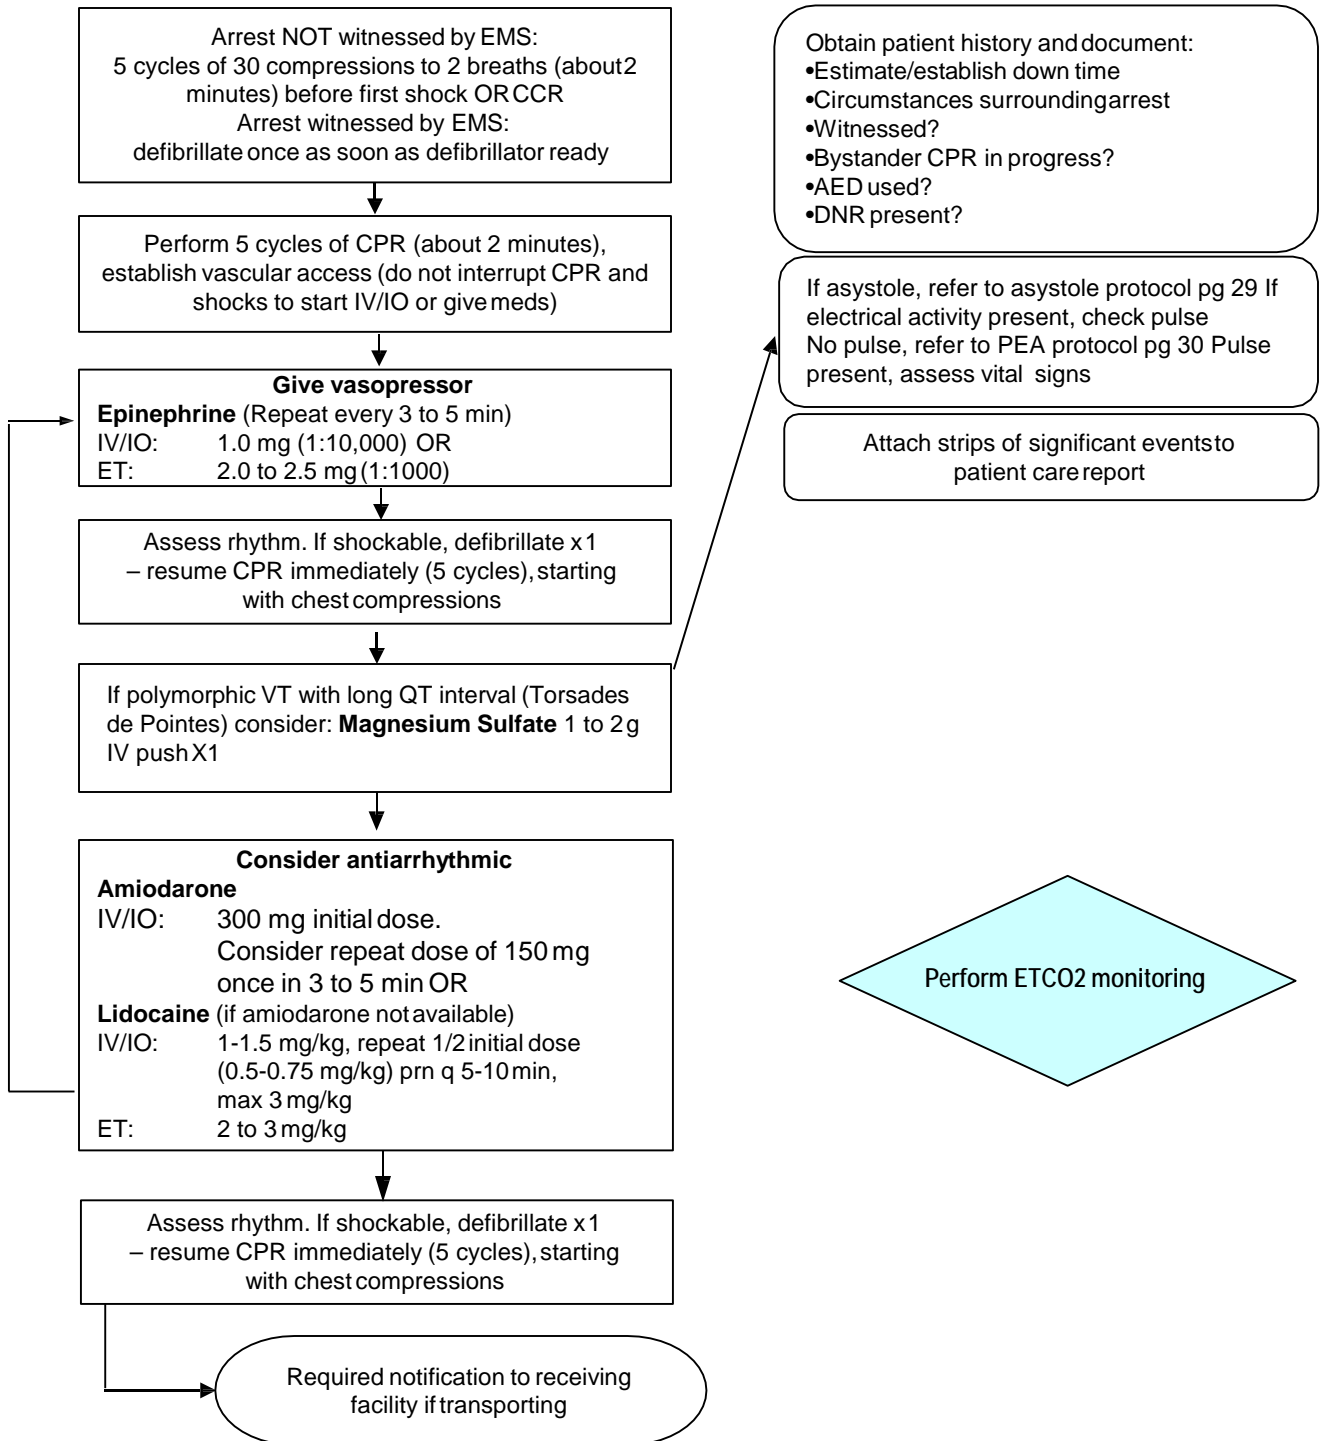 Arrest NOT witnessed by EMS:
5 cycles of 30 compressions to 2 breaths (about 2
minutes) before first shock OR CCR
Arrest witnessed by EMS:
defibrillate once as soon as defibrillator ready
Perform 5 cycles of CPR (about 2 minutes),
establish vascular access (do not interrupt CPR and
shocks to start IV/IO or give meds)
Give vasopressor
Epinephrine (Repeat every 3 to 5 min)
IV/IO: 1.0 mg (1:10,000) OR
ET: 2.0 to 2.5 mg (1:1000)
Assess rhythm. If shockable, defibrillate x1
– resume CPR immediately (5 cycles), starting
with chest compressions
If polymorphic VT with long QT interval (Torsades
de Pointes) consider: Magnesium Sulfate 1 to 2 g
IV push X1
Consider antiarrhythmic
Amiodarone
IV/IO: 300 mg initial dose.
Consider repeat dose of 150 mg
once in 3 to 5 min OR
Lidocaine (if amiodarone not available)
IV/IO: 1-1.5 mg/kg, repeat 1/2 initial dose
(0.5-0.75 mg/kg) prn q 5-10 min,
max 3 mg/kg
ET: 2 to 3 mg/kg
Assess rhythm. If shockable, defibrillate x1
– resume CPR immediately (5 cycles), starting
with chest compressions
Required notification to receiving
facility if transporting
Obtain patient history and document:
•Estimate/establish down time
•Circumstances surrounding arrest
•Witnessed?
•Bystander CPR in progress?
•AED used?
•DNR present?
If asystole, refer to asystole protocol pg 29 If
electrical activity present, check pulse
No pulse, refer to PEA protocol pg 30 Pulse
present, assess vital signs
Attach strips of significant events to
patient care report
Perform ETCO2 monitoring